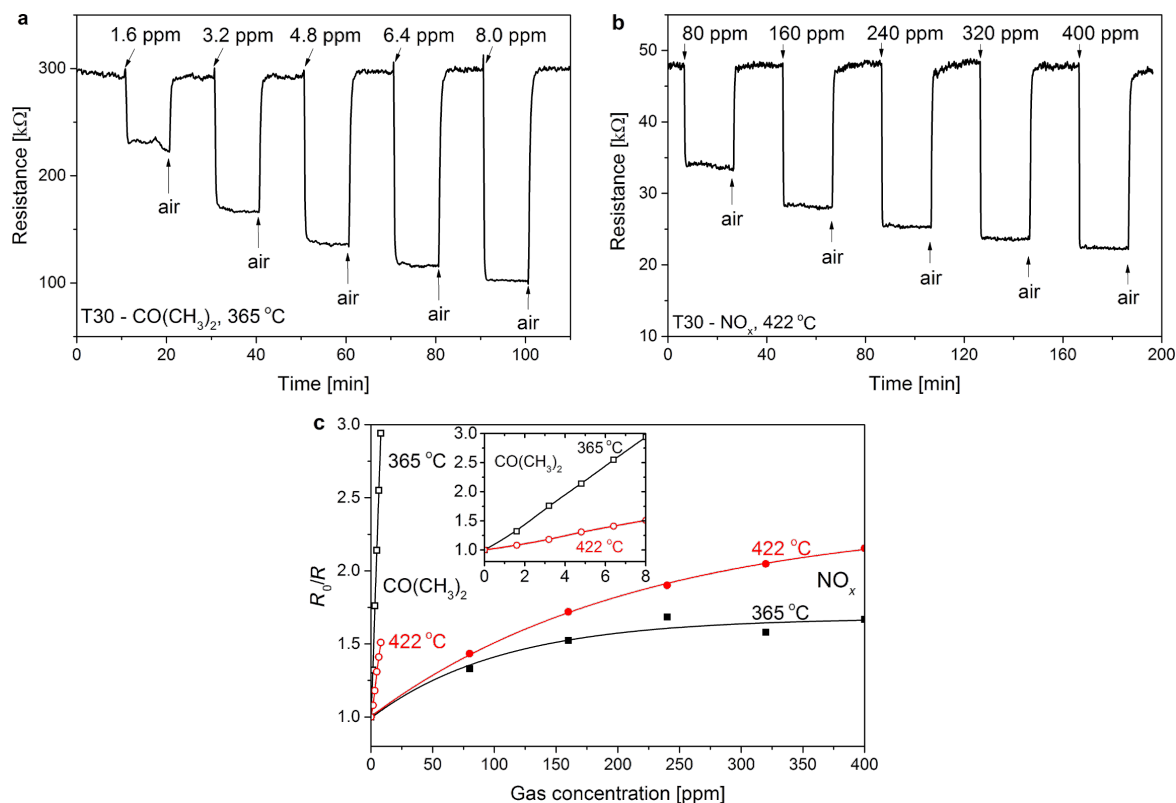 a
1.6 ppm 3.2 ppm 4.8 ppm 6.4 ppm 8.0 ppm
300
200
100
Resistance [kΩ]
air air air air air
T30 - CO(CH₃)₂, 365 °C
0 20 40 60 80 100
Time [min]
b
80 ppm 160 ppm 240 ppm 320 ppm 400 ppm
50
40
30
20
10
Resistance [kΩ]
air air air air air
T30 - NOₓ, 422 °C
0 40 80 120 160 200
Time [min]
c
3.0
2.5
2.0
1.5
1.0
R₀/R
365 °C
CO(CH₃)₂
422 °C
3.0
2.5
2.0
1.5
1.0
CO(CH₃)₂
365 °C
422 °C
0 2 4 6 8
422 °C
NOₓ
365 °C
0 50 100 150 200 250 300 350 400
Gas concentration [ppm]